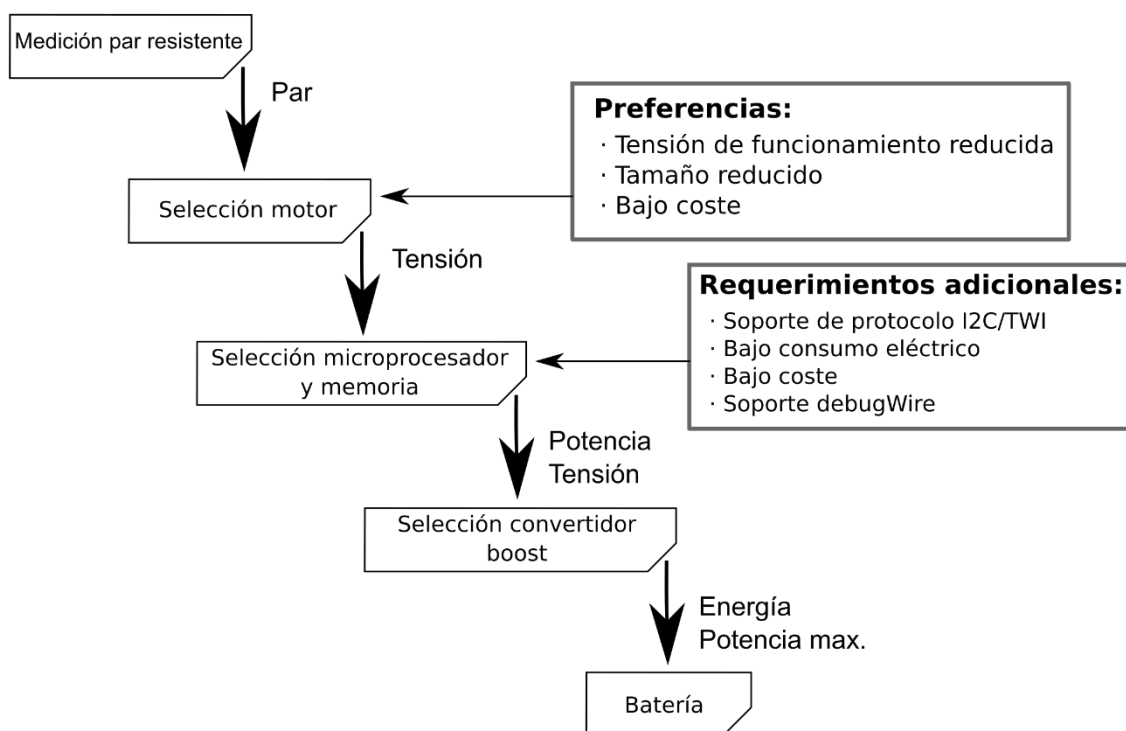 Medición par resistente
Par
Preferencias:
· Tensión de funcionamiento reducida
· Tamaño reducido
· Bajo coste
Selección motor
Tensión
Requerimientos adicionales:
· Soporte de protocolo I2C/TWI
· Bajo consumo eléctrico
· Bajo coste
· Soporte debugWire
Selección microprocesador
y memoria
Potencia
Tensión
Selección convertidor
boost
Energía
Potencia max.
Batería